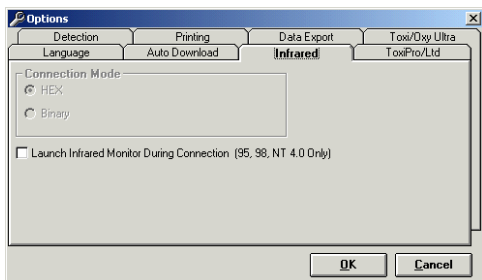 Options
Detection Printing Data Export Toxi/Oxy Ultra
Language Auto Download Infrared ToxiPro/Ltd
Connection Mode
HEX
Binary
Launch Infrared Monitor During Connection (95, 98, NT 4.0 Only)
OK Cancel